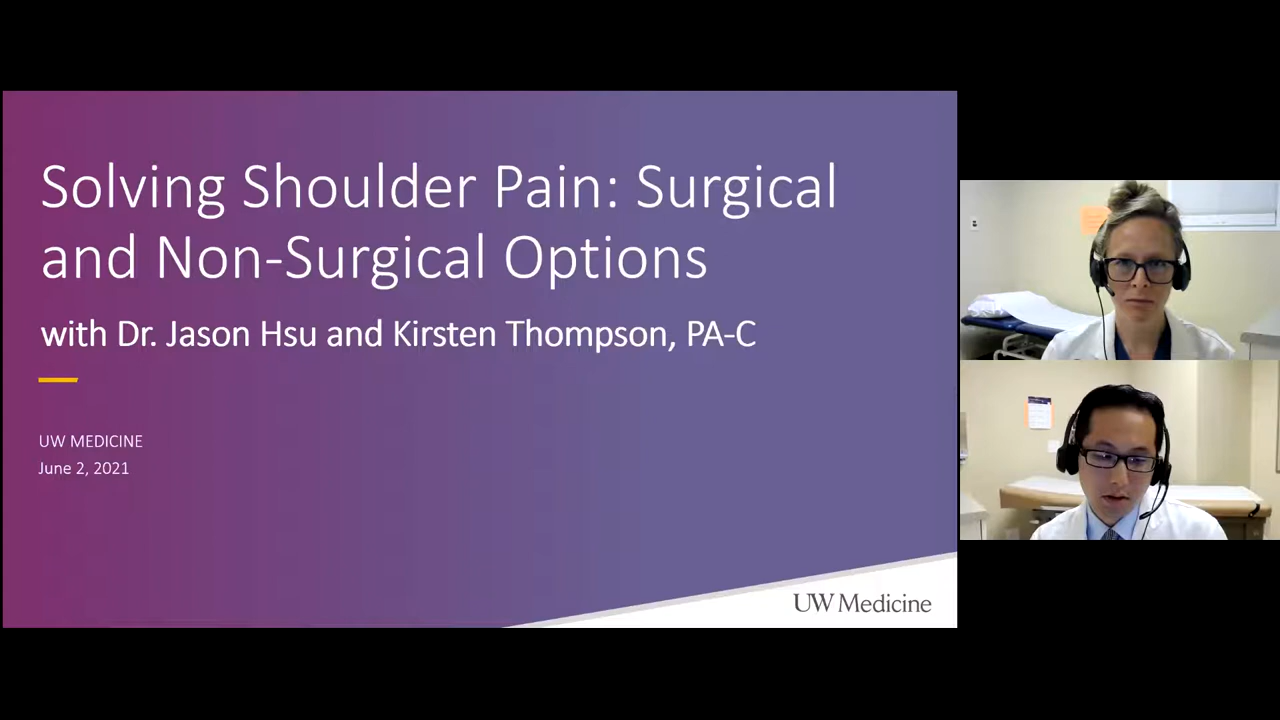 Solving Shoulder Pain: Surgical
and Non-Surgical Options
with Dr. Jason Hsu and Kirsten Thompson, PA-C
UW MEDICINE
June 2, 2021
UW Medicine